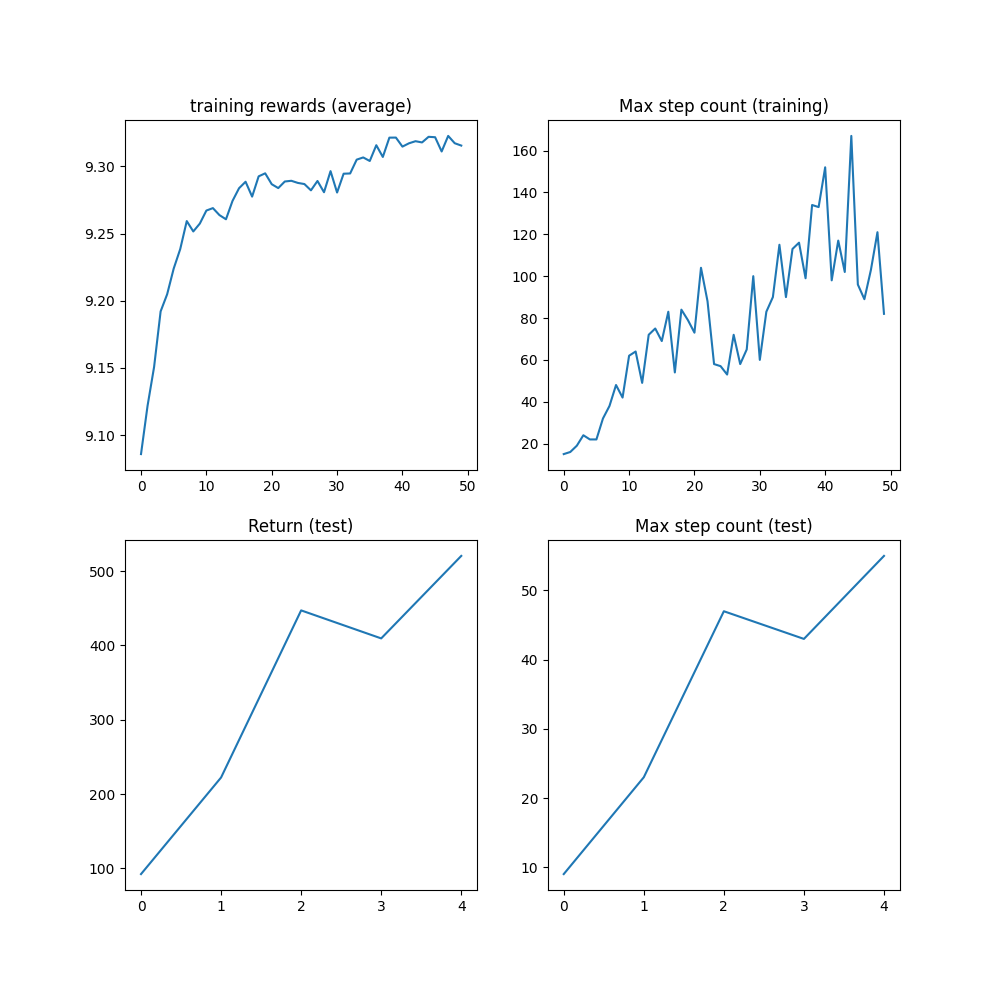 training rewards (average)
9.30
9.25
9.20
9.15
9.10
0 10 20 30 40 50
Max step count (training)
160
140
120
100
80
60
40
20
0 10 20 30 40 50
Return (test)
500
400
300
200
100
0 1 2 3 4
Max step count (test)
50
40
30
20
10
0 1 2 3 4